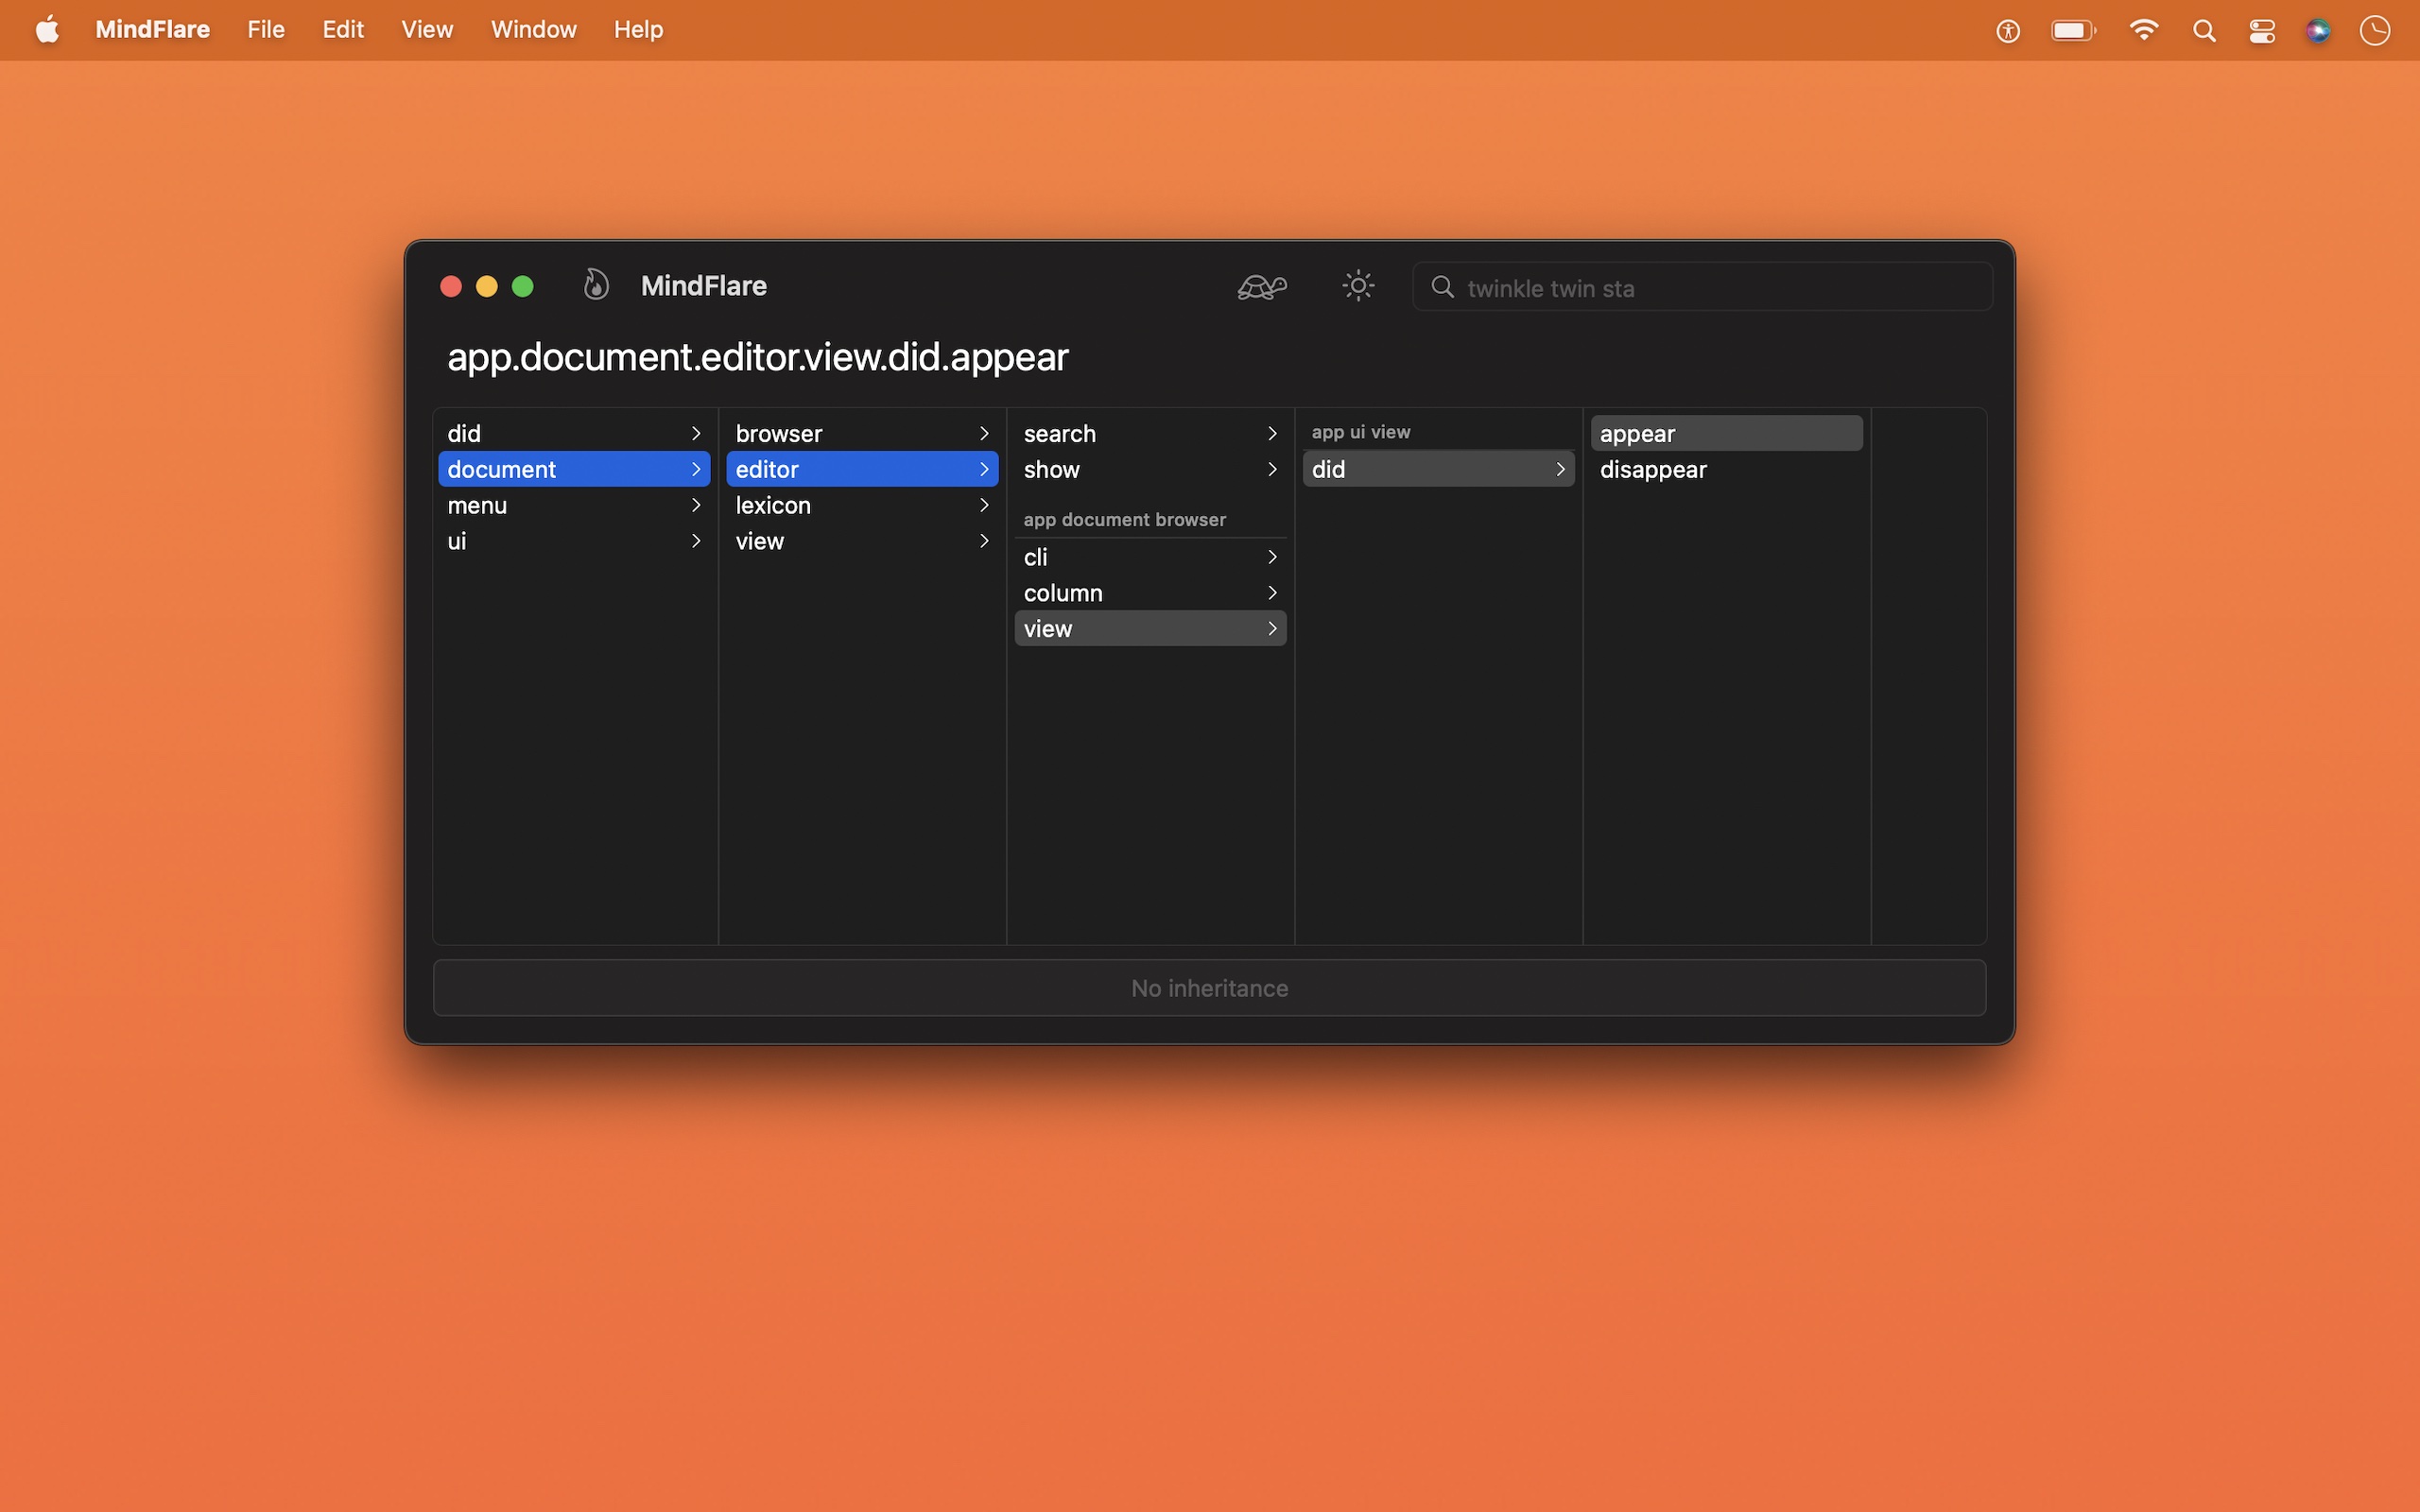 MindFlare File Edit View Window Help
MindFlare
twinkle twin sta
app.document.editor.view.did.appear
did
document
menu
ui
browser
editor
lexicon
view
search
show
app document browser
cli
column
view
app ui view
did
appear
disappear
No inheritance